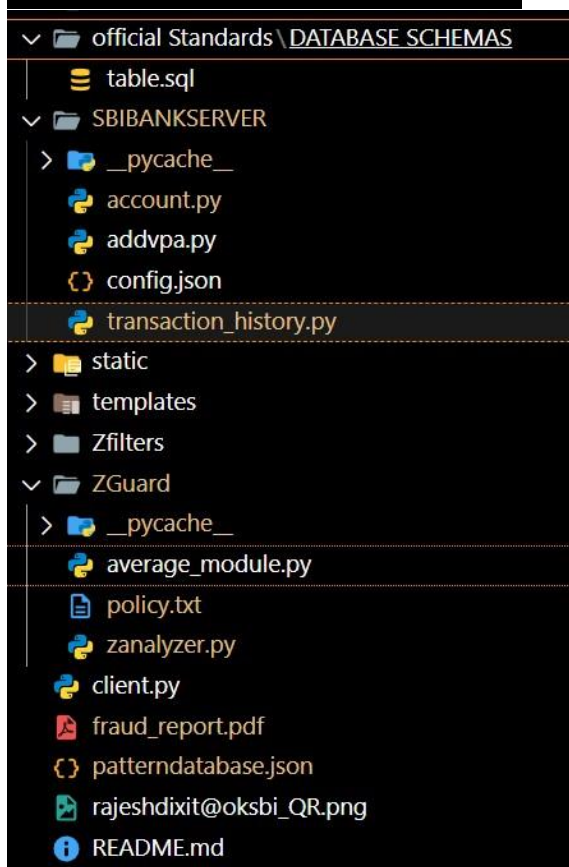 official Standards \ DATABASE SCHEMAS
table.sql
SBIBANKSERVER
__pycache__
account.py
addvpa.py
{} config.json
transaction_history.py
static
templates
Zfilters
ZGuard
__pycache__
average_module.py
policy.txt
zanalyzer.py
client.py
fraud_report.pdf
{} patterndatabase.json
rajeshdixit@oksbi_QR.png
README.md